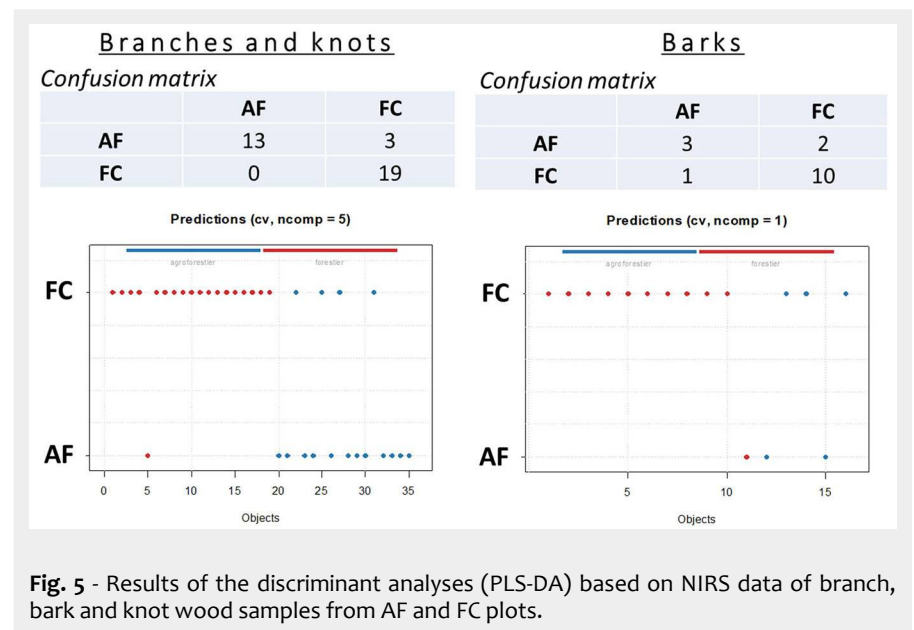 Branches and knots
Confusion matrix
AF FC
AF 13 3
FC 0 19
Predictions (cv, ncomp = 5)
agroforestier forestier
FC
AF
0 5 10 15 20 25 30 35
Objects
Barks
Confusion matrix
AF FC
AF 3 2
FC 1 10
Predictions (cv, ncomp = 1)
agroforestier forestier
FC
AF
5 10 15
Objects
Fig. 5 - Results of the discriminant analyses (PLS-DA) based on NIRS data of branch,
bark and knot wood samples from AF and FC plots.